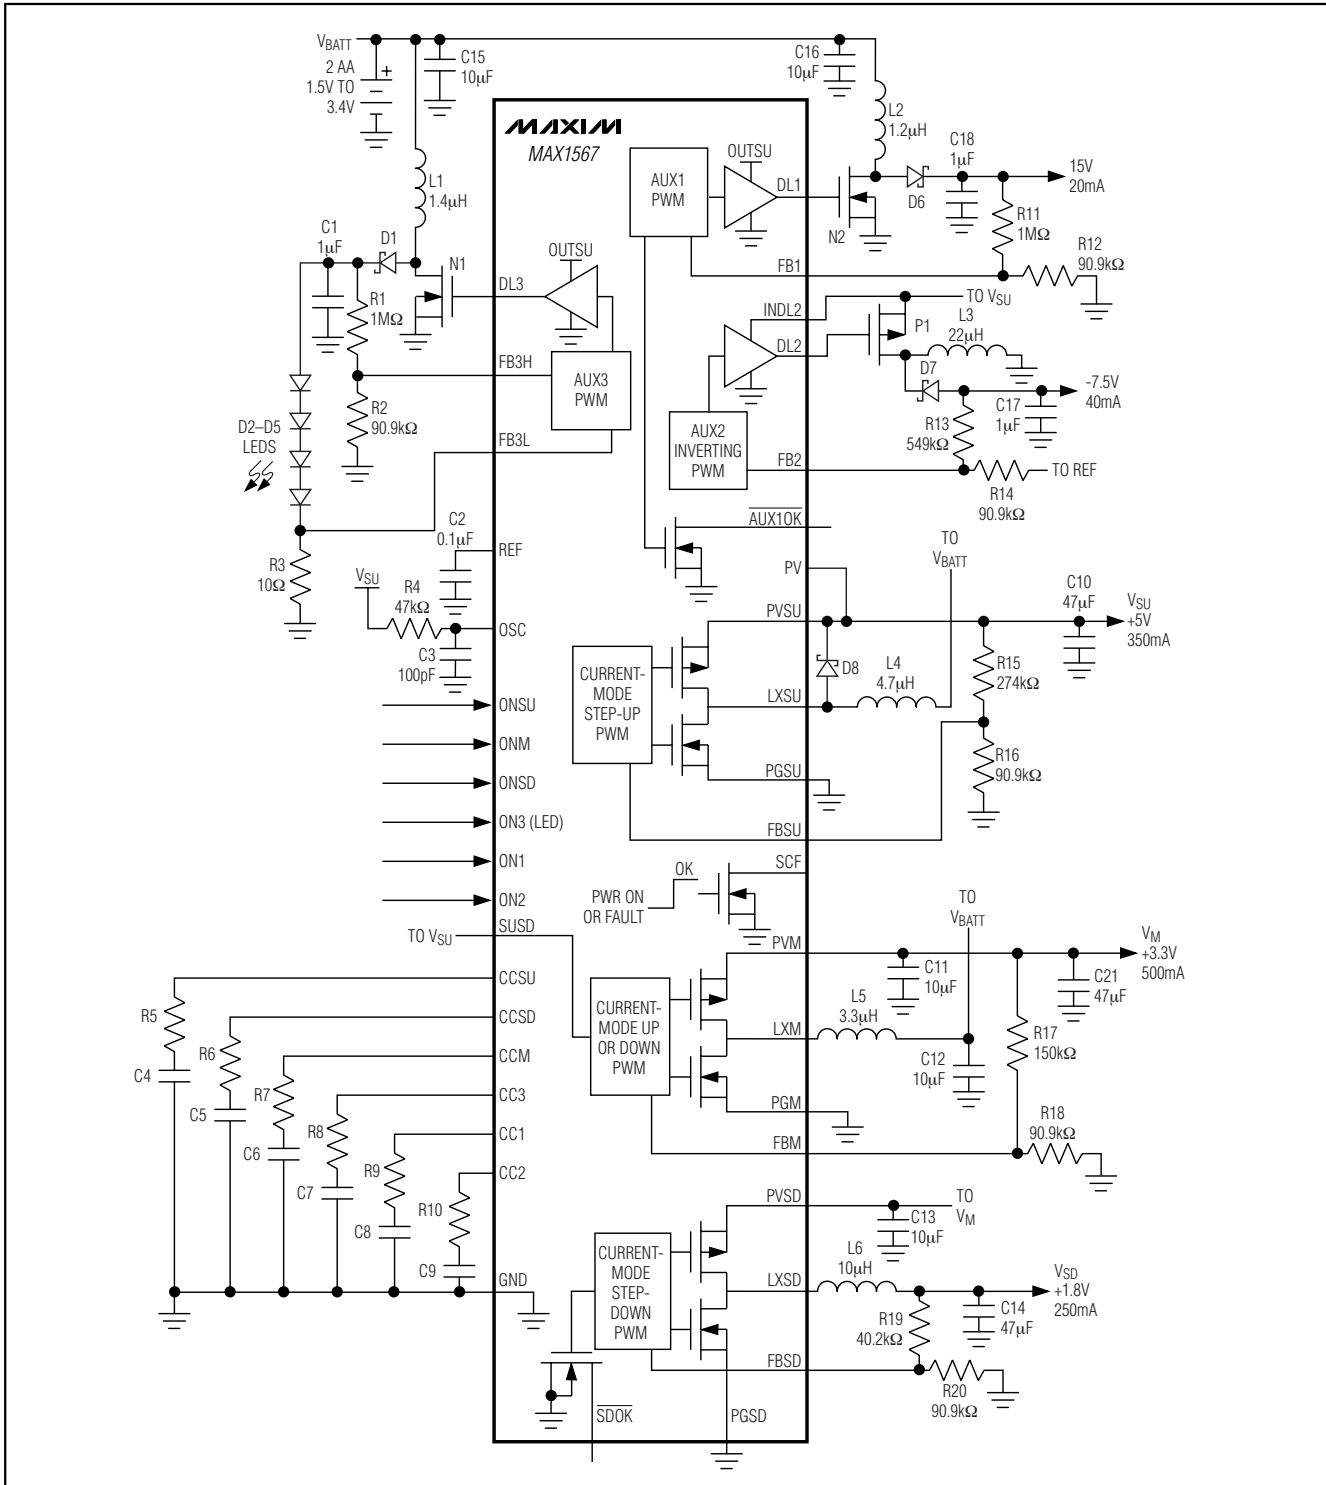 VBATT
2 AA
1.5V TO
3.4V
+
C15
10µF
C16
10µF
L2
1.2µH
MAXIM
MAX1567
L1
1.4µH
C1
1µF
D1
N1
R1
1MΩ
R2
90.9kΩ
D2–D5
LEDS
R3
10Ω
OUTSU
DL3
FB3H
AUX3
PWM
FB3L
AUX1
PWM
OUTSU
DL1
N2
D6
C18
1µF
15V
20mA
R11
1MΩ
R12
90.9kΩ
FB1
INDL2
TO VSU
P1
L3
22µH
DL2
D7
-7.5V
40mA
C17
1µF
R13
549kΩ
AUX2
INVERTING
PWM
FB2
TO REF
R14
90.9kΩ
AUX1OK
C2
0.1µF
REF
VSU
R4
47kΩ
OSC
C3
100pF
PV
TO
VBATT
C10
47µF
VSU
+5V
350mA
PVSU
D8
L4
4.7µH
R15
274kΩ
CURRENT-
MODE
STEP-UP
PWM
LXSU
R16
90.9kΩ
PGSU
FBSU
ONSU
ONM
ONSD
ON3 (LED)
ON1
ON2
SCF
OK
PWR ON
OR FAULT
TO VSU
SUSD
TO
VBATT
PVM
VM
+3.3V
500mA
C11
10µF
C21
47µF
CURRENT-
MODE UP
OR DOWN
PWM
L5
3.3µH
LXM
R17
150kΩ
C12
10µF
PGM
R18
90.9kΩ
FBM
CCSU
R5
C4
CCSD
R6
C5
CCM
R7
C6
CC3
R8
C7
CC1
R9
C8
CC2
R10
C9
GND
PVSD
TO
VM
C13
10µF
CURRENT-
MODE
STEP-
DOWN
PWM
L6
10µH
LXSD
VSD
+1.8V
250mA
R19
40.2kΩ
C14
47µF
FBSD
R20
90.9kΩ
SDOK
PGSD